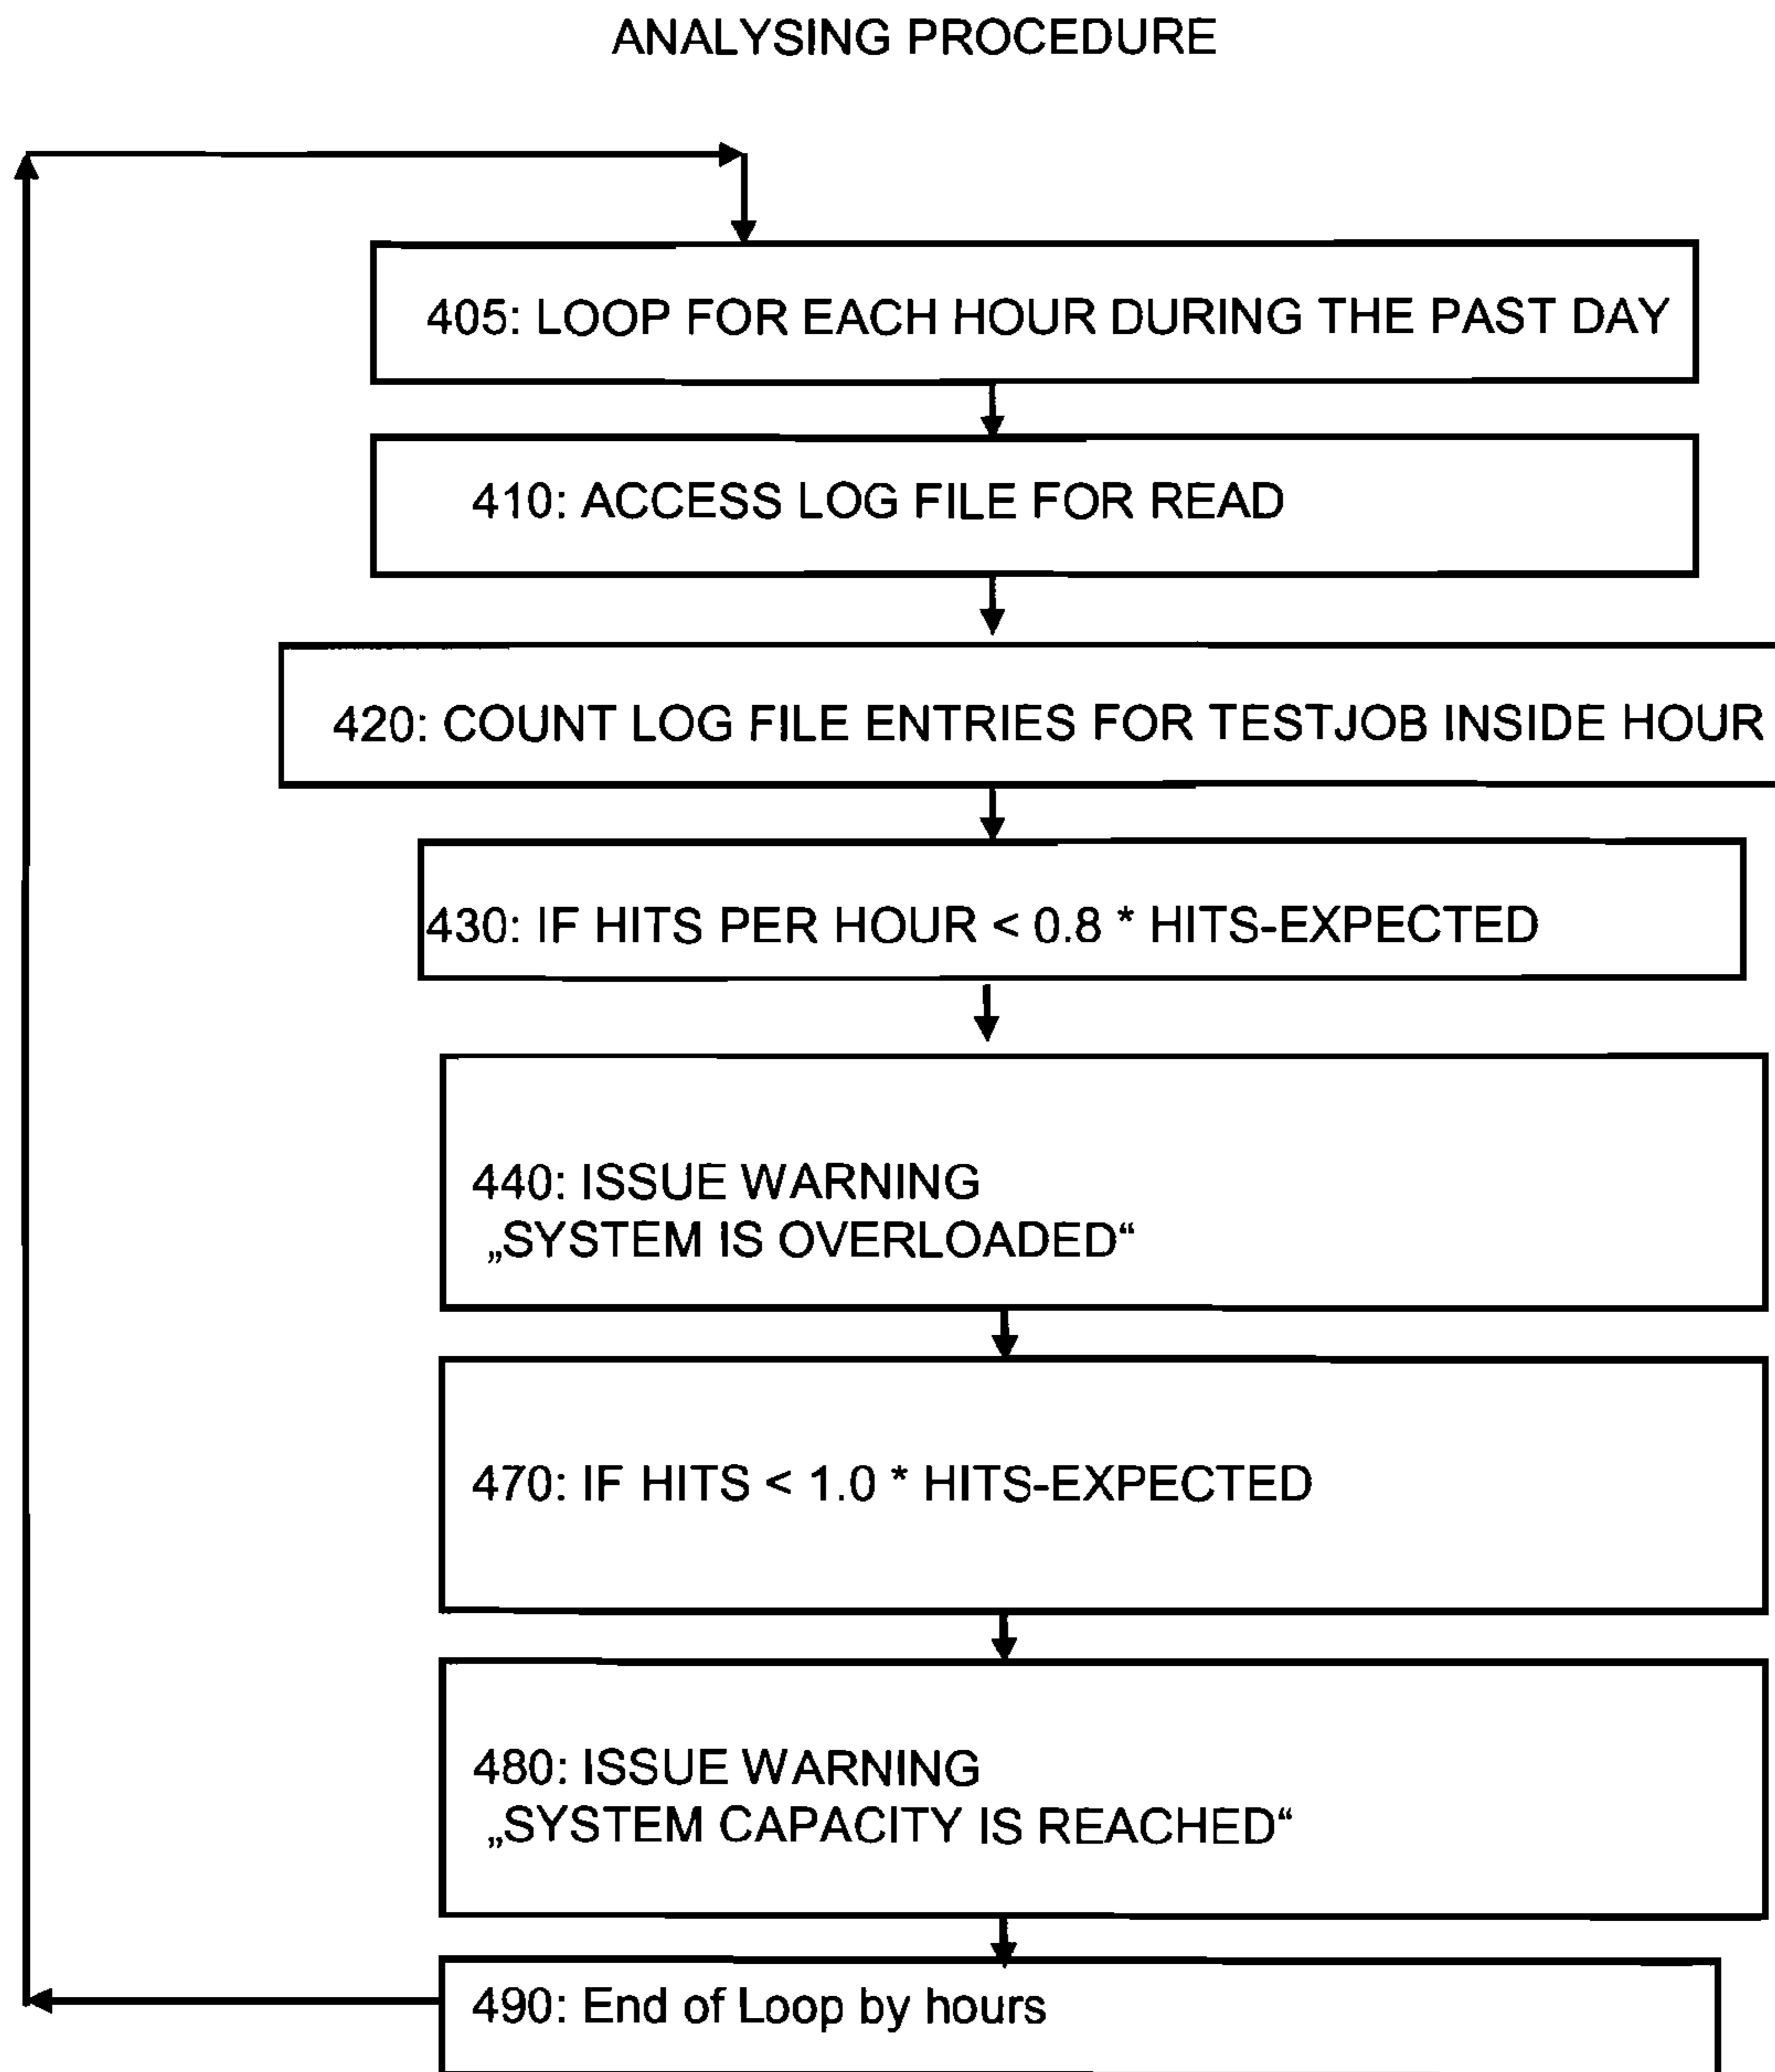 ANALYSING PROCEDURE
405: LOOP FOR EACH HOUR DURING THE PAST DAY
410: ACCESS LOG FILE FOR READ
420: COUNT LOG FILE ENTRIES FOR TESTJOB INSIDE HOUR
430: IF HITS PER HOUR < 0.8 * HITS-EXPECTED
440: ISSUE WARNING
„SYSTEM IS OVERLOADED“
470: IF HITS < 1.0 * HITS-EXPECTED
480: ISSUE WARNING
„SYSTEM CAPACITY IS REACHED“
490: End of Loop by hours